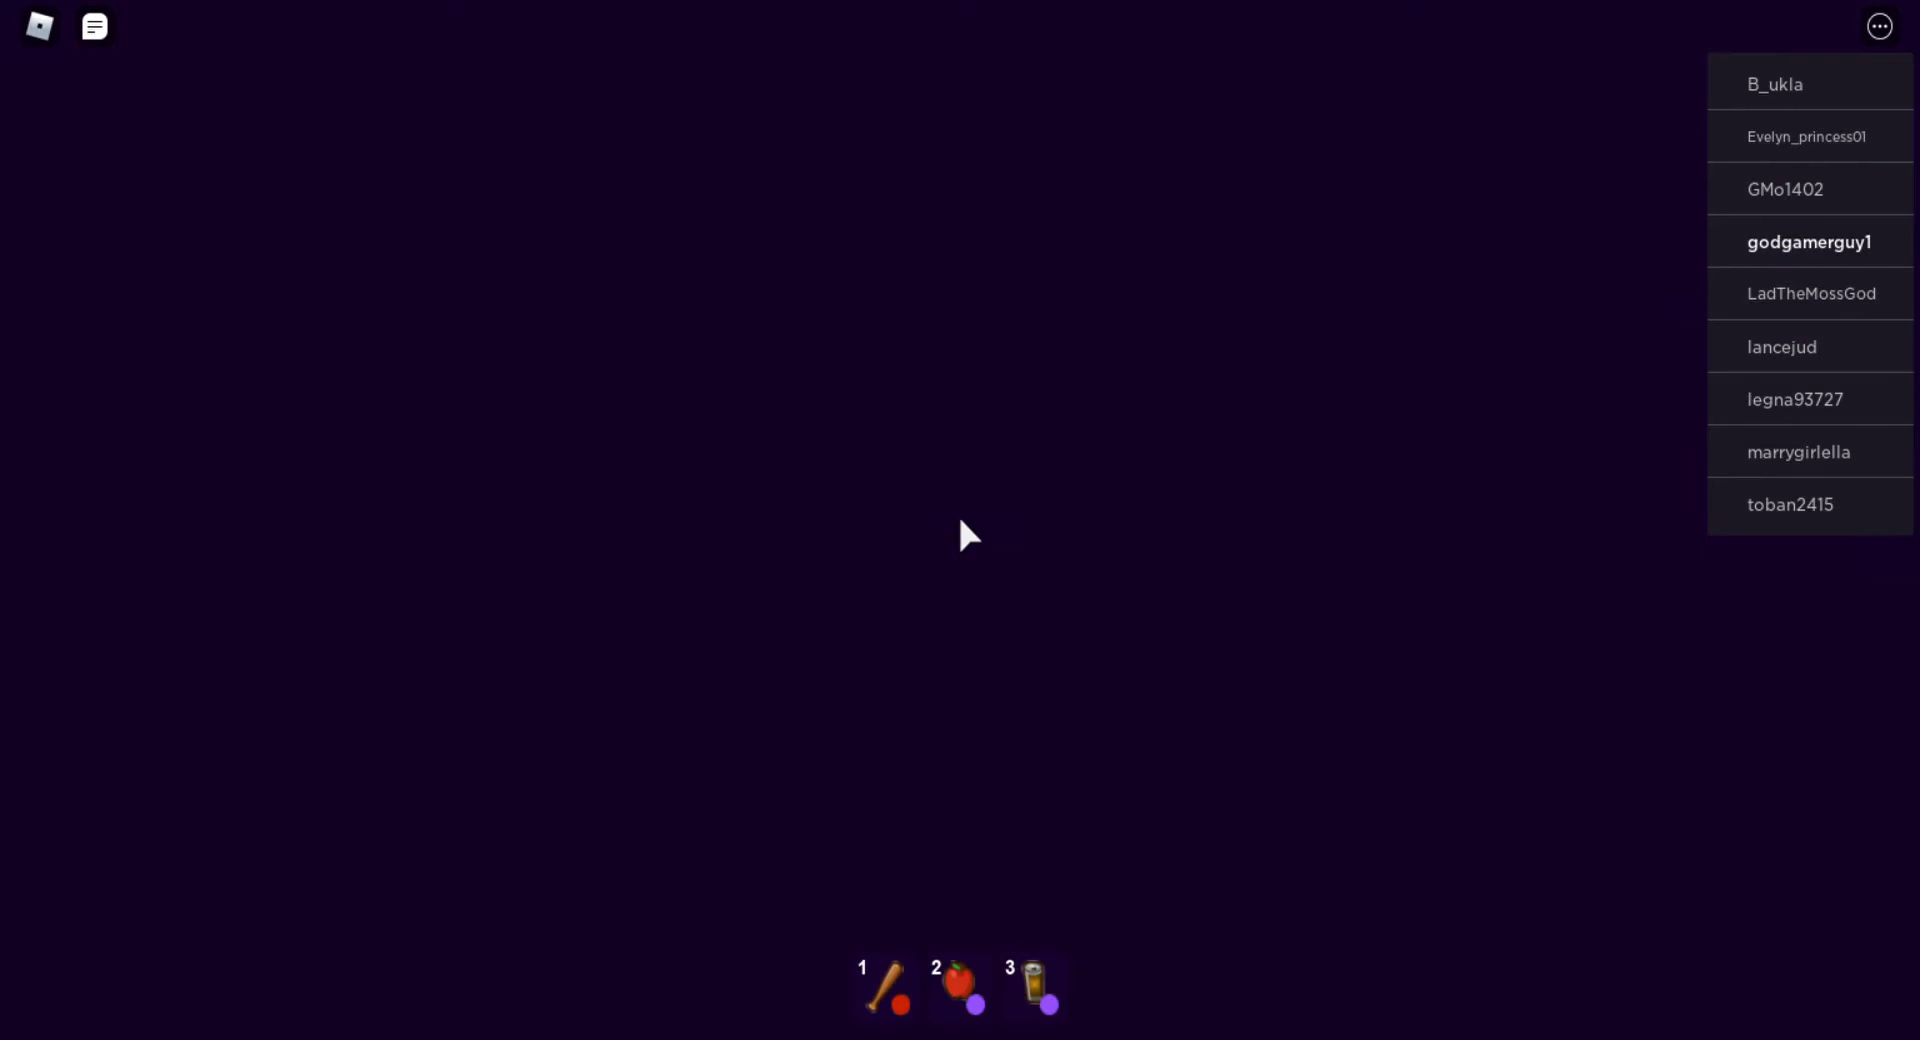 B_ukla
Evelyn_princess01
GMo1402
godgamerguy1
LadTheMossGod
lancejud
legna93727
marrygirlella
toban2415
1 2 3